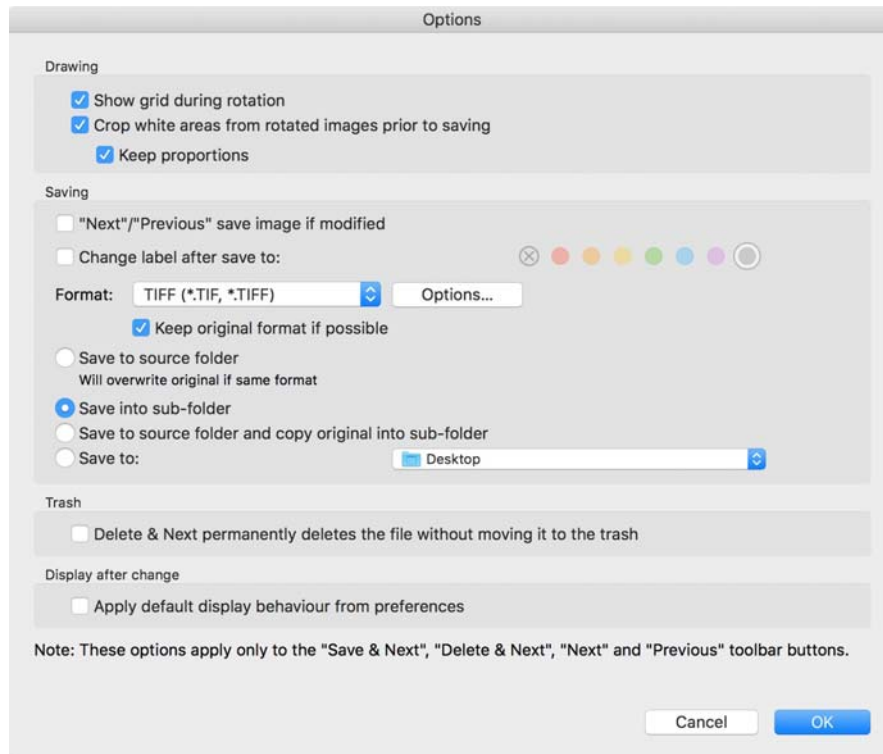 Options
Drawing
Show grid during rotation
Crop white areas from rotated images prior to saving
Keep proportions
Saving
"Next"/"Previous" save image if modified
Change label after save to:
Format: TIFF (*.TIF, *.TIFF) Options...
Keep original format if possible
Save to source folder
Will overwrite original if same format
Save into sub-folder
Save to source folder and copy original into sub-folder
Save to: Desktop
Trash
Delete & Next permanently deletes the file without moving it to the trash
Display after change
Apply default display behaviour from preferences
Note: These options apply only to the "Save & Next", "Delete & Next", "Next" and "Previous" toolbar buttons.
Cancel OK